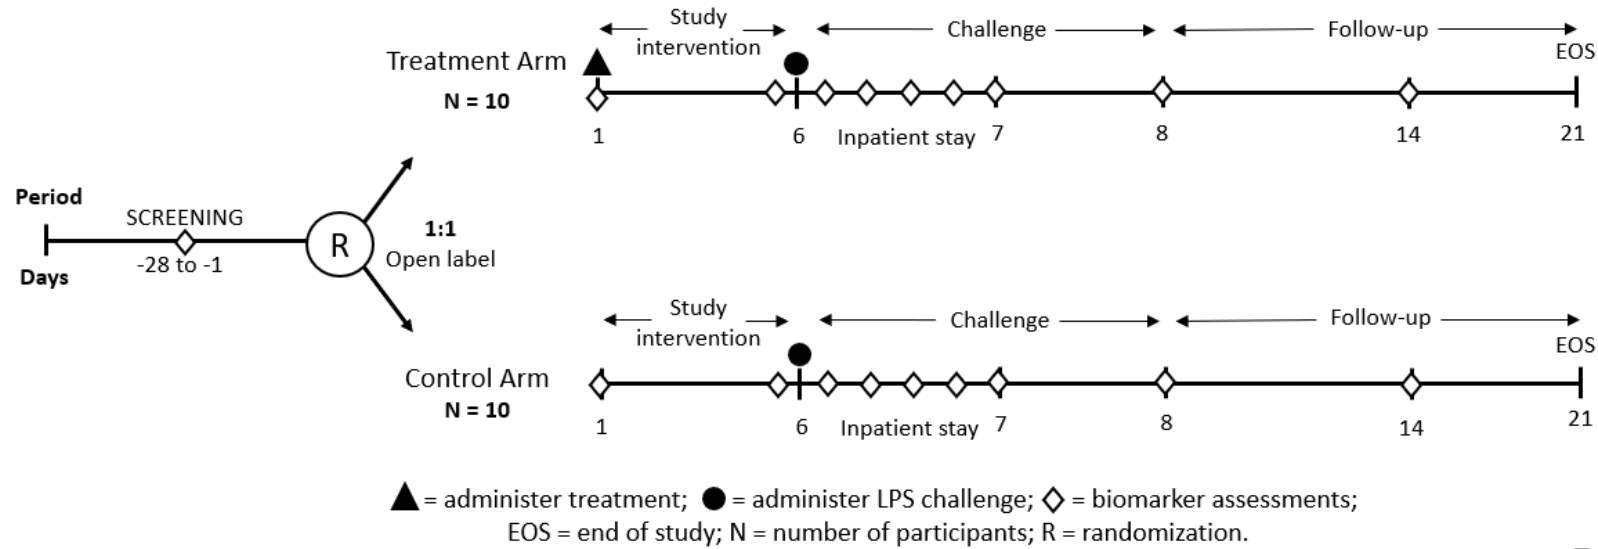 Study
intervention
Challenge
Follow-up
EOS
Treatment Arm
N = 10
1
6
Inpatient stay
7
8
14
21
Period
SCREENING
-28 to -1
Days
R
1:1
Open label
Study
intervention
Challenge
Follow-up
EOS
Control Arm
N = 10
1
6
Inpatient stay
7
8
14
21
= administer treatment; = administer LPS challenge; = biomarker assessments;
EOS = end of study; N = number of participants; R = randomization.